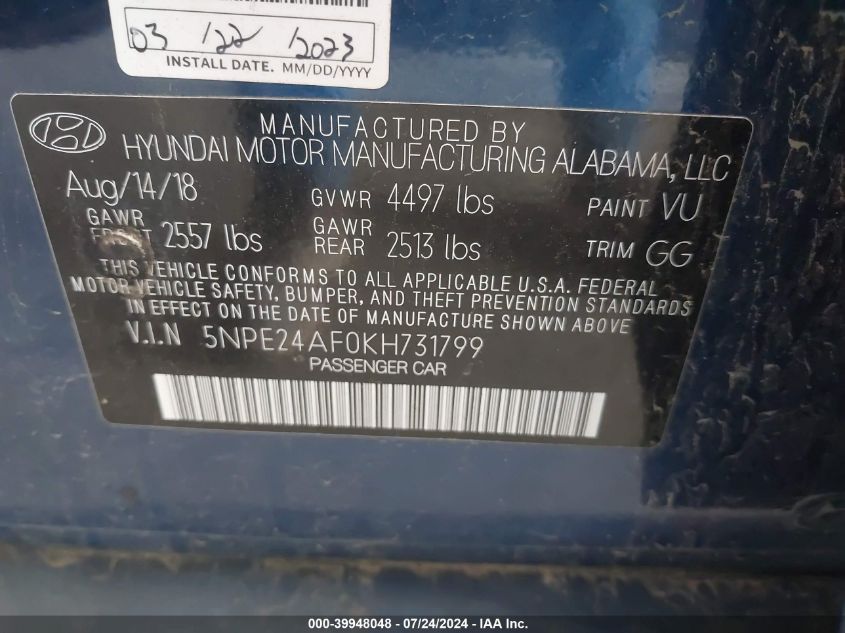 03/22/2023
INSTALL DATE. MM/DD/YYYY
MANUFACTURED BY
HYUNDAI MOTOR MANUFACTURING ALABAMA, LLC
Aug/14/18 GVWR 4497 lbs PAINT VU
GAWR FRONT 2557 lbs GAWR REAR 2513 lbs TRIM GG
THIS VEHICLE CONFORMS TO ALL APPLICABLE U.S.A. FEDERAL
MOTOR VEHICLE SAFETY, BUMPER, AND THEFT PREVENTION STANDARDS
IN EFFECT ON THE DATE OF MANUFACTURE SHOWN ABOVE
V.I.N 5NPE24AF0KH731799
PASSENGER CAR
000-39948048 - 07/24/2024 - IAA Inc.